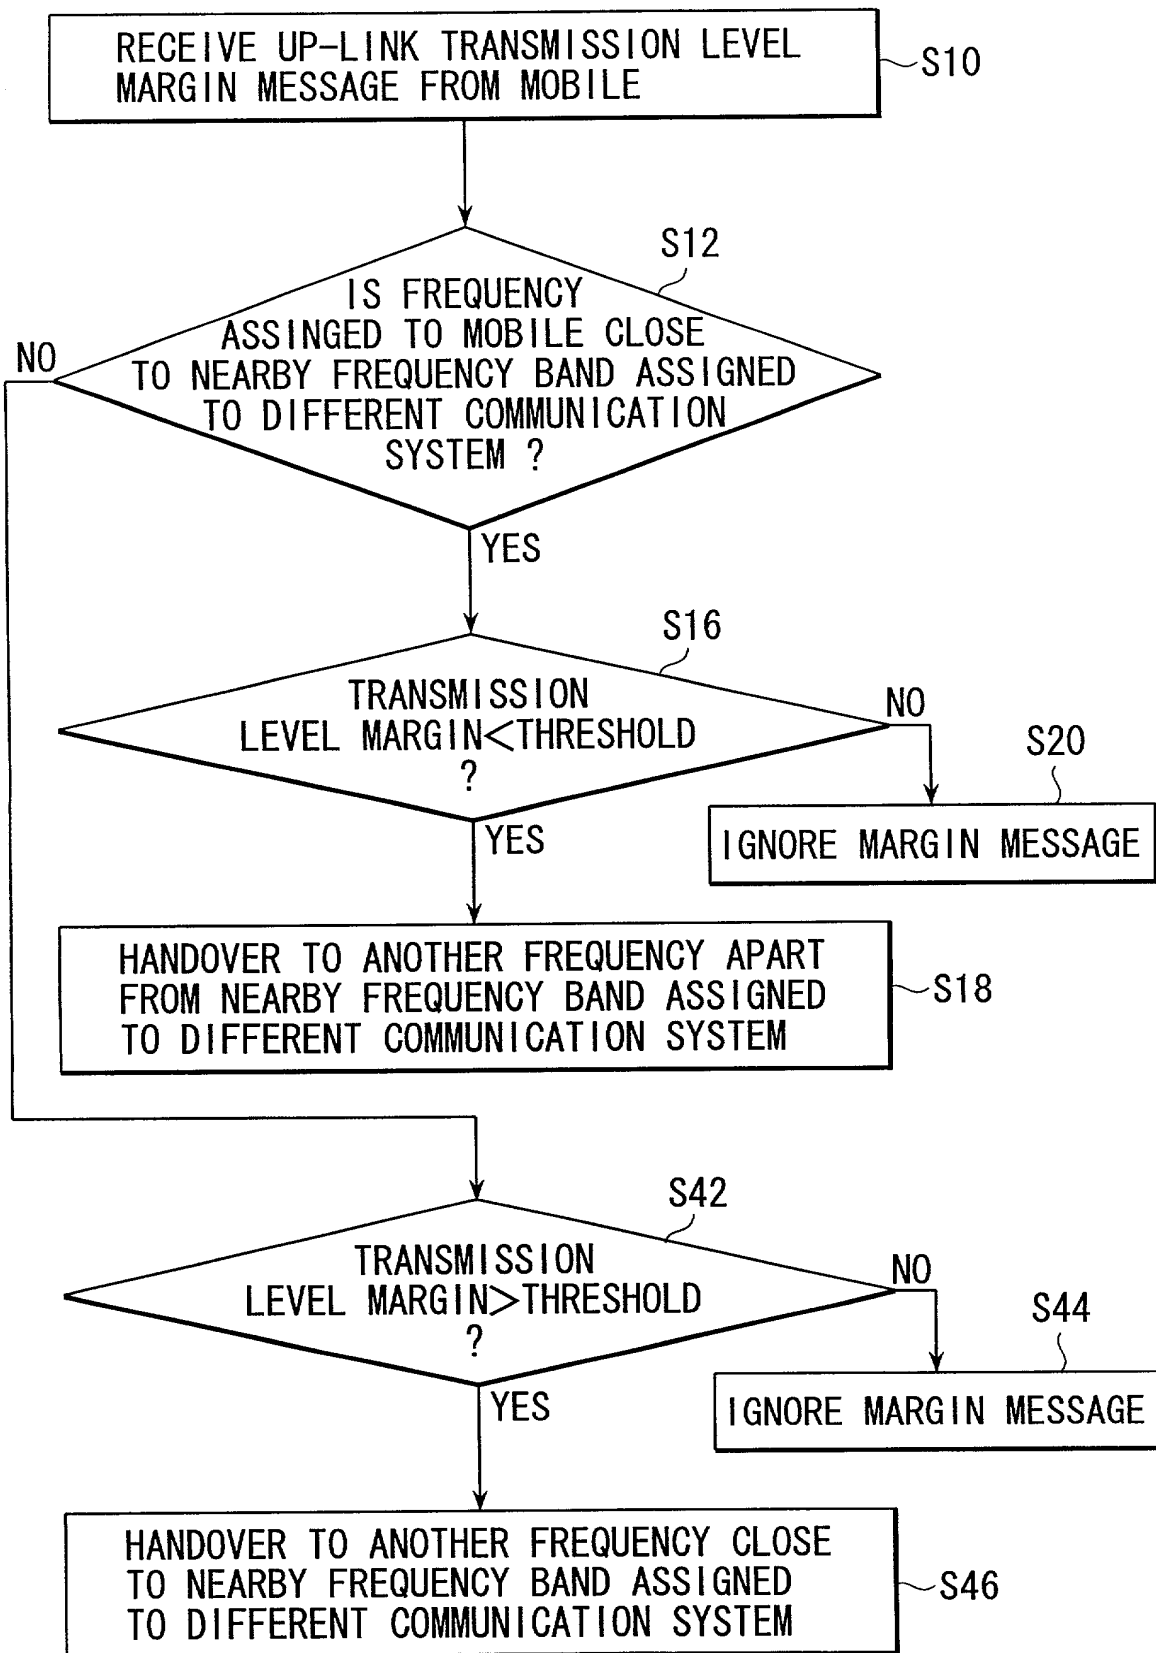 RECEIVE UP-LINK TRANSMISSION LEVEL
MARGIN MESSAGE FROM MOBILE
S10
S12
IS FREQUENCY
ASSINGED TO MOBILE CLOSE
TO NEARBY FREQUENCY BAND ASSIGNED
TO DIFFERENT COMMUNICATION
SYSTEM ?
NO
YES
S16
TRANSMISSION
LEVEL MARGIN<THRESHOLD
?
NO
YES
S20
IGNORE MARGIN MESSAGE
HANDOVER TO ANOTHER FREQUENCY APART
FROM NEARBY FREQUENCY BAND ASSIGNED
TO DIFFERENT COMMUNICATION SYSTEM
S18
S42
TRANSMISSION
LEVEL MARGIN>THRESHOLD
?
NO
YES
S44
IGNORE MARGIN MESSAGE
HANDOVER TO ANOTHER FREQUENCY CLOSE
TO NEARBY FREQUENCY BAND ASSIGNED
TO DIFFERENT COMMUNICATION SYSTEM
S46